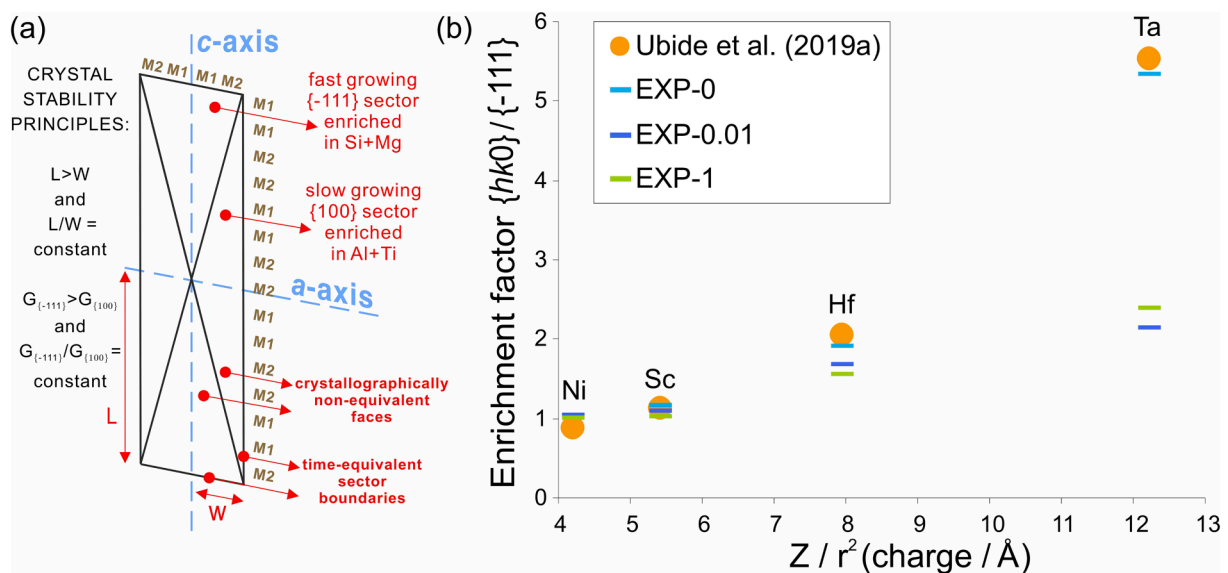 (a)
c-axis
M2 M1 M1 M2
CRYSTAL
STABILITY
PRINCIPLES:
L>W
and
L/W =
constant
G{-111}>G{100}
and
G{-111}/G{100}=
constant
fast growing
{-111} sector
enriched
in Si+Mg
slow growing
{100} sector
enriched
in Al+Ti
M1
M1
M2
M2
M1
M1
M2
M2
M1
M1
M2
M2
M1
M1
M2
a-axis
crystallographically
non-equivalent
faces
time-equivalent
sector
boundaries
L
W
(b)
Enrichment factor {hk0}/{-111}
6
5
4
3
2
1
0
Ubide et al. (2019a)
EXP-0
EXP-0.01
EXP-1
Ni
Sc
Hf
Ta
4 5 6 7 8 9 10 11 12 13
Z / r² (charge / Å)